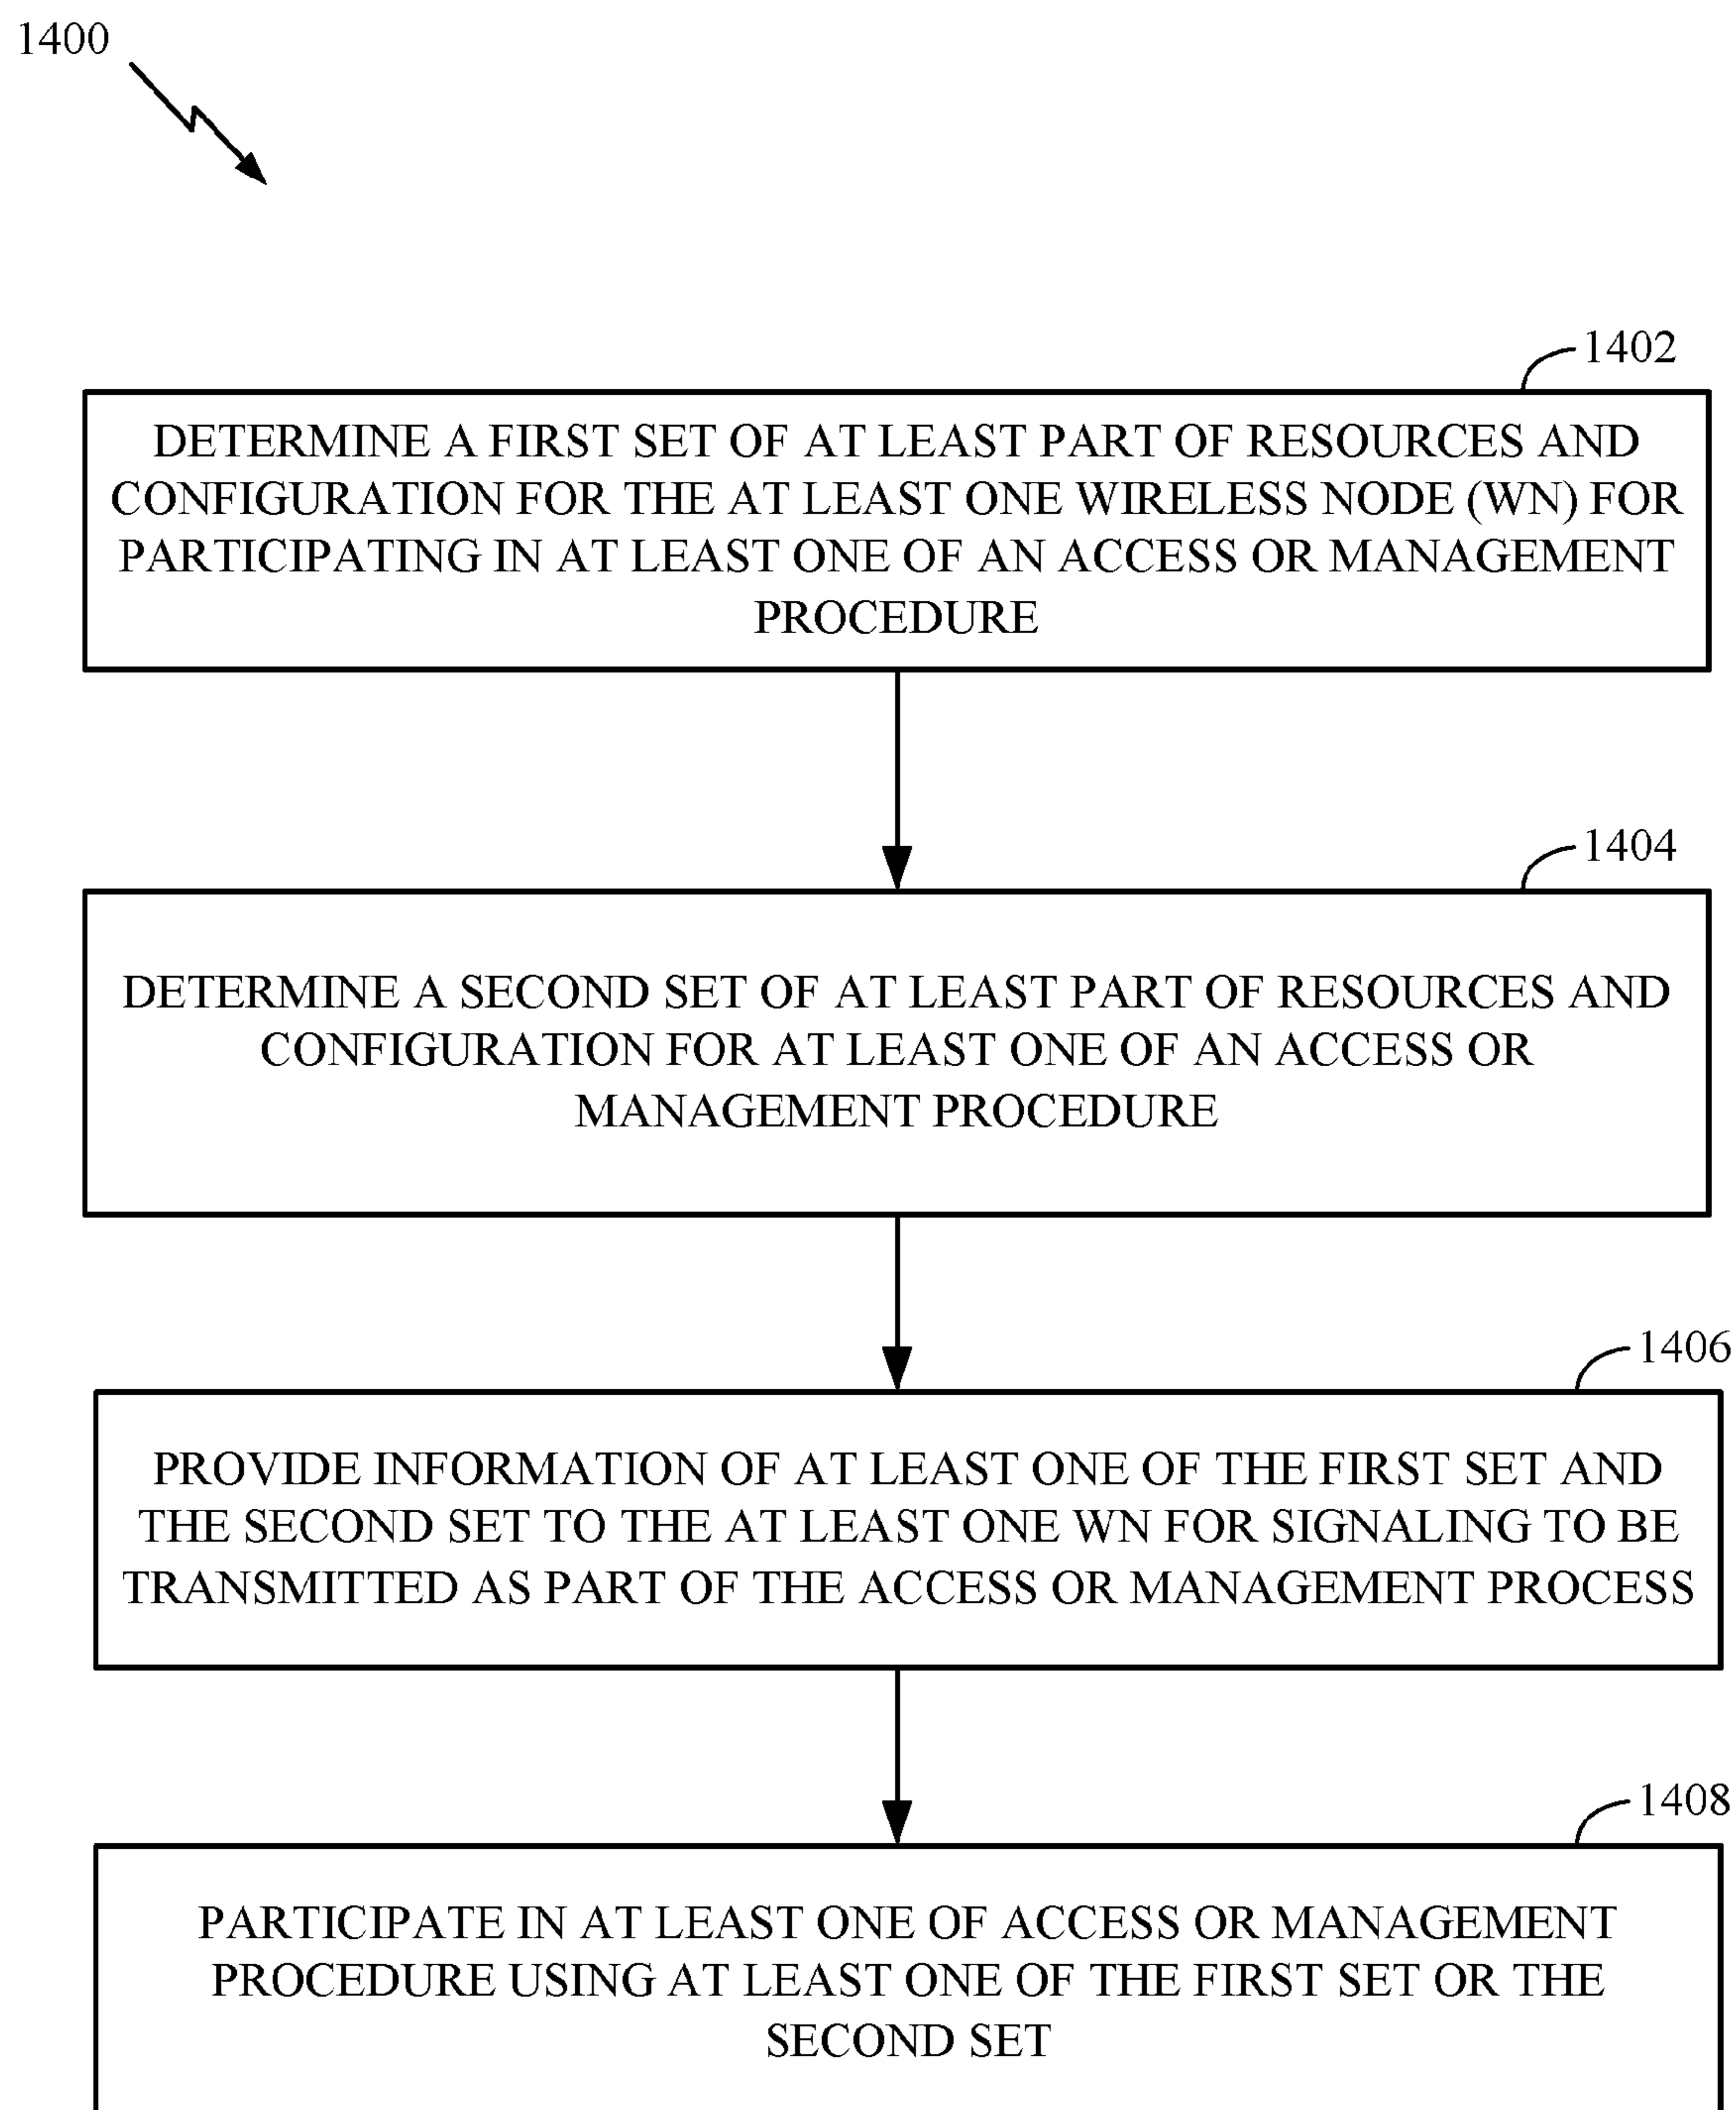 1400
1402
DETERMINE A FIRST SET OF AT LEAST PART OF RESOURCES AND
CONFIGURATION FOR THE AT LEAST ONE WIRELESS NODE (WN) FOR
PARTICIPATING IN AT LEAST ONE OF AN ACCESS OR MANAGEMENT
PROCEDURE
1404
DETERMINE A SECOND SET OF AT LEAST PART OF RESOURCES AND
CONFIGURATION FOR AT LEAST ONE OF AN ACCESS OR
MANAGEMENT PROCEDURE
1406
PROVIDE INFORMATION OF AT LEAST ONE OF THE FIRST SET AND
THE SECOND SET TO THE AT LEAST ONE WN FOR SIGNALING TO BE
TRANSMITTED AS PART OF THE ACCESS OR MANAGEMENT PROCESS
1408
PARTICIPATE IN AT LEAST ONE OF ACCESS OR MANAGEMENT
PROCEDURE USING AT LEAST ONE OF THE FIRST SET OR THE
SECOND SET